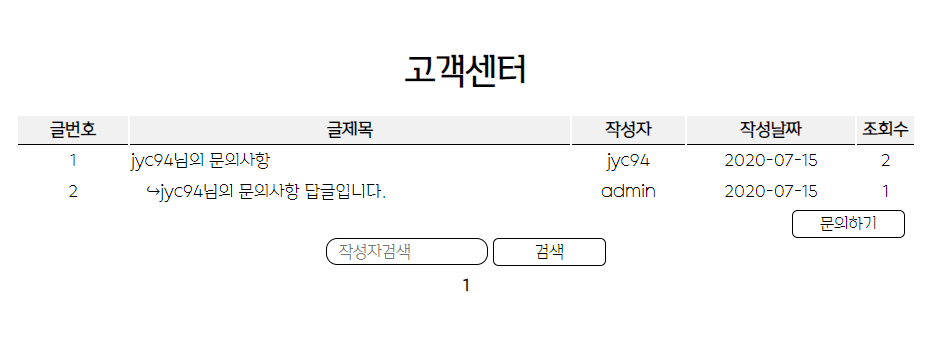 고객센터
글번호 글제목 작성자 작성날짜 조회수
1 jyc94님의 문의사항 jyc94 2020-07-15 2
2 ↪jyc94님의 문의사항 답글입니다. admin 2020-07-15 1
문의하기
작성자검색 검색
1